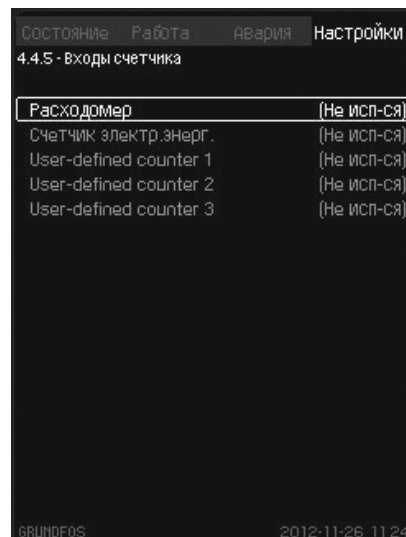 Состояние Работа Авария Настройки
4.4.5 - Входы счетчика
Расходомер (Не исп-ся)
Счетчик электр.энерг. (Не исп-ся)
User-defined counter 1 (Не исп-ся)
User-defined counter 2 (Не исп-ся)
User-defined counter 3 (Не исп-ся)
GRUNDFOS 2012-11-26 11:24